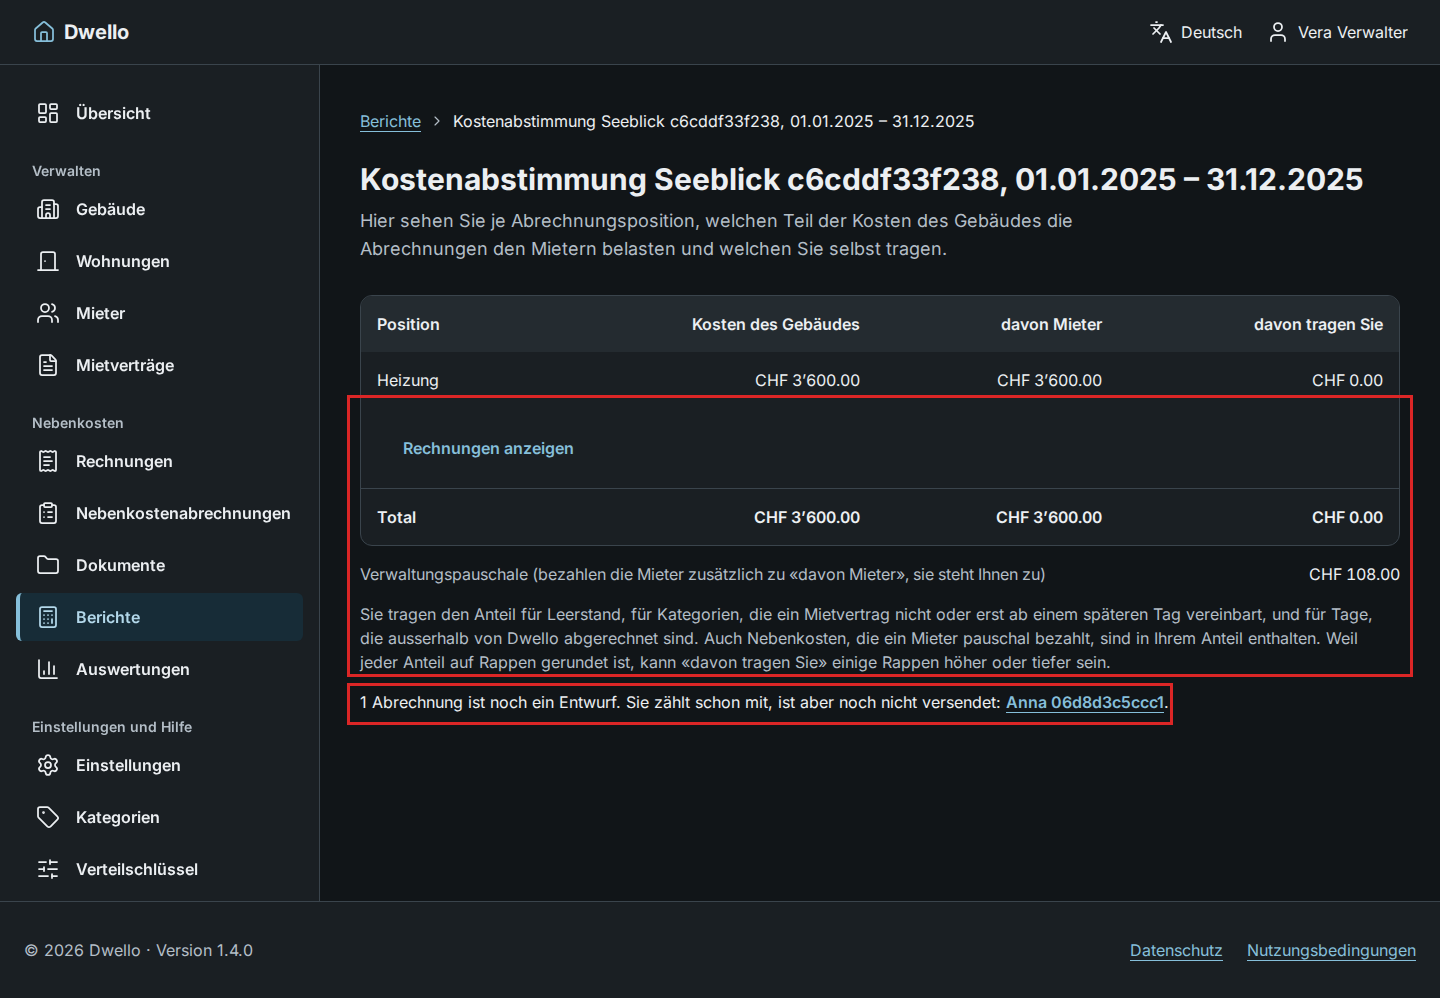 Dwello
Deutsch
Vera Verwalter
Übersicht
Verwalten
Gebäude
Wohnungen
Mieter
Mietverträge
Nebenkosten
Rechnungen
Nebenkostenabrechnungen
Dokumente
Berichte
Auswertungen
Einstellungen und Hilfe
Einstellungen
Kategorien
Verteilschlüssel
Berichte > Kostenabstimmung Seeblick c6cddf33f238, 01.01.2025 – 31.12.2025
Kostenabstimmung Seeblick c6cddf33f238, 01.01.2025 – 31.12.2025
Hier sehen Sie je Abrechnungsposition, welchen Teil der Kosten des Gebäudes die
Abrechnungen den Mietern belasten und welchen Sie selbst tragen.
Position Kosten des Gebäudes davon Mieter davon tragen Sie
Heizung CHF 3’600.00 CHF 3’600.00 CHF 0.00
Rechnungen anzeigen
Total CHF 3’600.00 CHF 3’600.00 CHF 0.00
Verwaltungspauschale (bezahlen die Mieter zusätzlich zu «davon Mieter», sie steht Ihnen zu) CHF 108.00
Sie tragen den Anteil für Leerstand, für Kategorien, die ein Mietvertrag nicht oder erst ab einem späteren Tag vereinbart, und für Tage,
die ausserhalb von Dwello abgerechnet sind. Auch Nebenkosten, die ein Mieter pauschal bezahlt, sind in Ihrem Anteil enthalten. Weil
jeder Anteil auf Rappen gerundet ist, kann «davon tragen Sie» einige Rappen höher oder tiefer sein.
1 Abrechnung ist noch ein Entwurf. Sie zählt schon mit, ist aber noch nicht versendet: Anna 06d8d3c5ccc1.
© 2026 Dwello · Version 1.4.0
Datenschutz
Nutzungsbedingungen